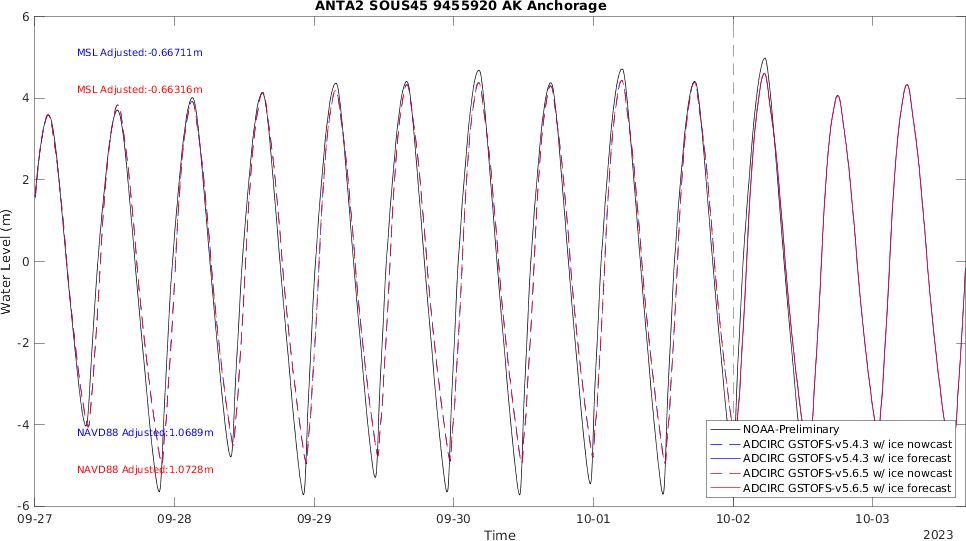 ANTA2 SOUS45 9455920 AK Anchorage
6
4
2
0
-2
-4
-6
Water Level (m)
MSL Adjusted:-0.66711m
MSL Adjusted:-0.66316m
NAVD88 Adjusted:1.0689m
NAVD88 Adjusted:1.0728m
NOAA-Preliminary
ADCIRC GSTOFS-v5.4.3 w/ ice nowcast
ADCIRC GSTOFS-v5.4.3 w/ ice forecast
ADCIRC GSTOFS-v5.6.5 w/ ice nowcast
ADCIRC GSTOFS-v5.6.5 w/ ice forecast
09-27 09-28 09-29 09-30 10-01 10-02 10-03
Time
2023